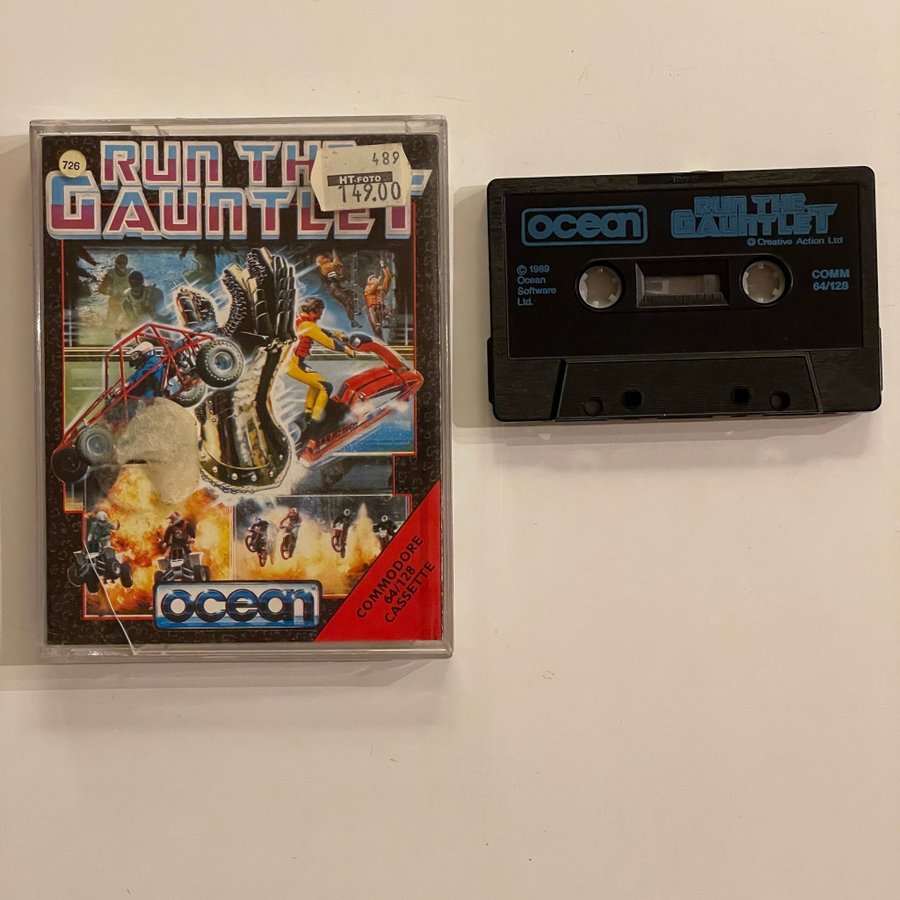 726
RUN THE
GAUNTLET
489
HT-FOTO
149.00
ocean
COMMODORE
64/128
CASSETTE
ocean
RUN THE
GAUNTLET
@ Creative Action Ltd
© 1989
Ocean
Software
Ltd.
COMM
64/128